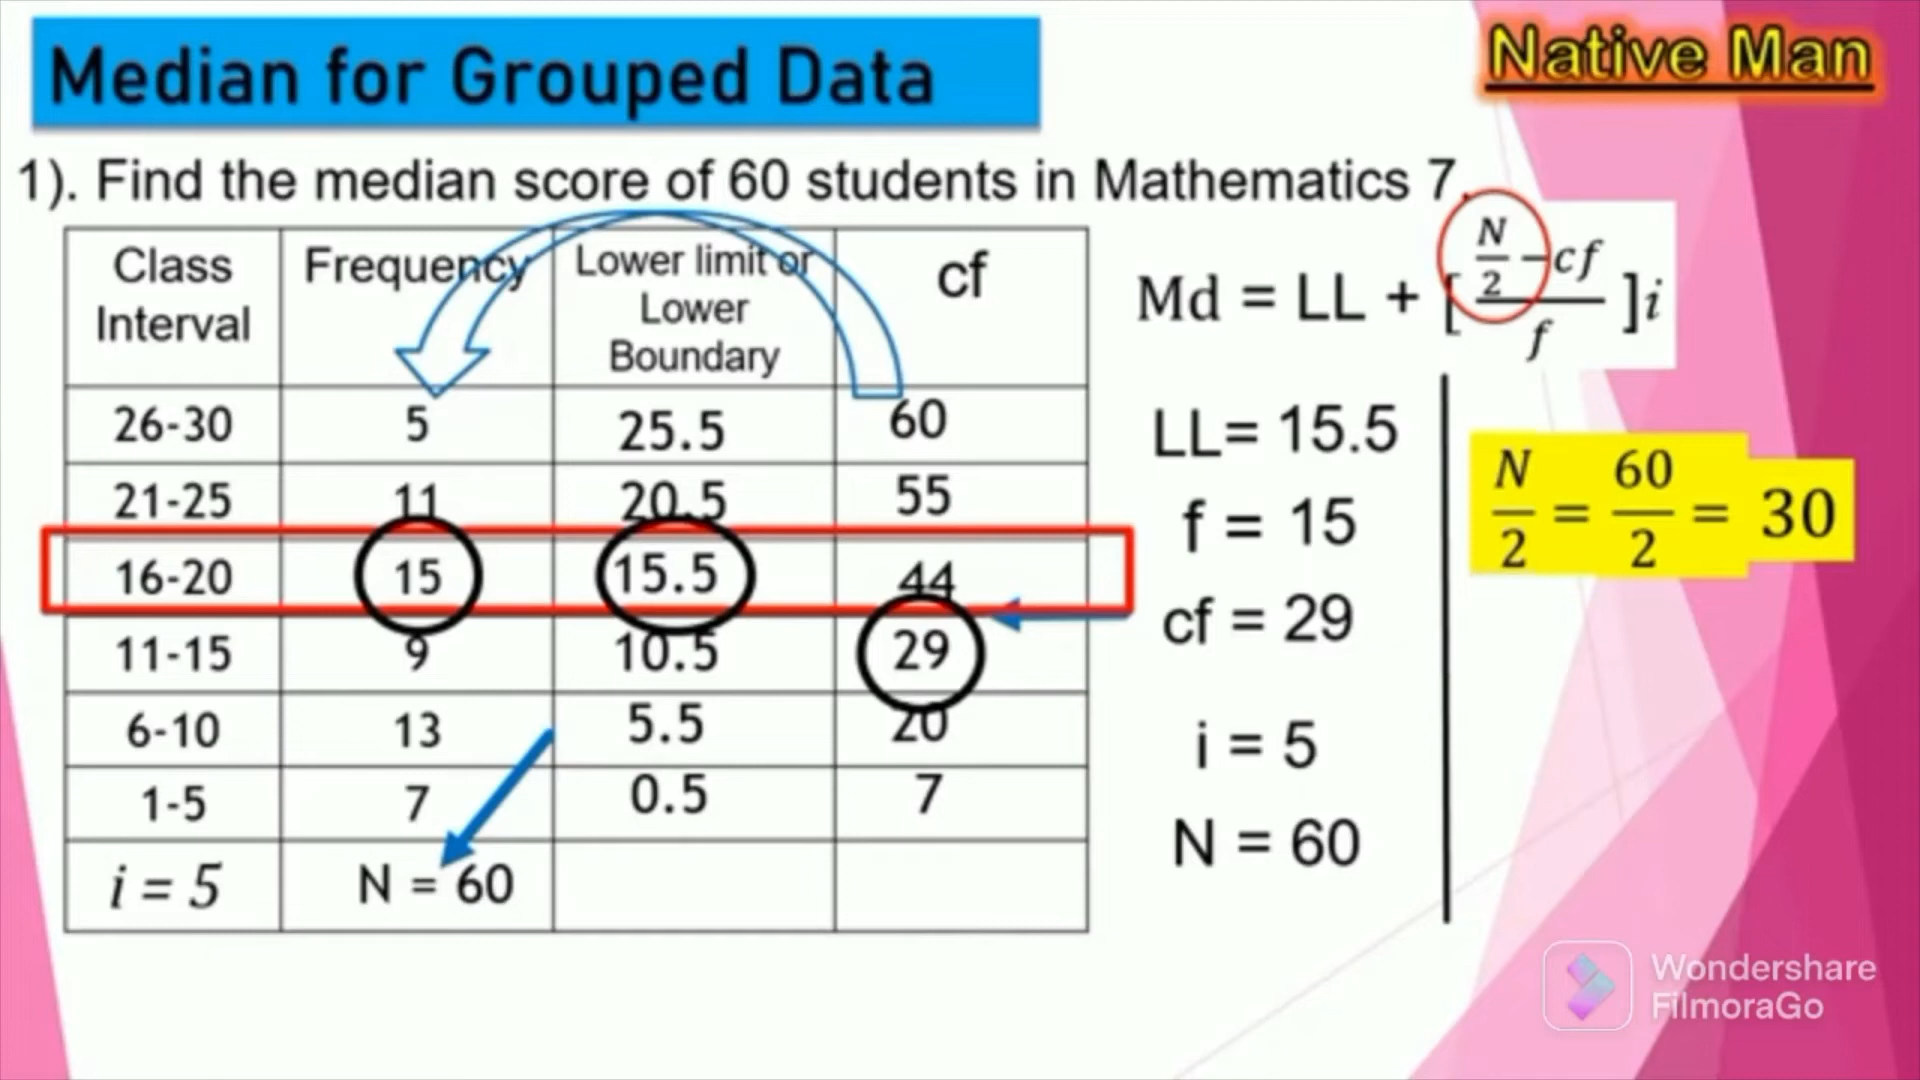 Median for Grouped Data
Native Man
1). Find the median score of 60 students in Mathematics 7.
Class Interval | Frequency | Lower limit or Lower Boundary | cf
26-30 | 5 | 25.5 | 60
21-25 | 11 | 20.5 | 55
16-20 | 15 | 15.5 | 44
11-15 | 9 | 10.5 | 29
6-10 | 13 | 5.5 | 20
1-5 | 7 | 0.5 | 7
i = 5 | N = 60
Md = LL + [(N/2 − cf)/f] i
LL= 15.5
f = 15
cf = 29
i = 5
N = 60
N/2 = 60/2 = 30
Wondershare
FilmoraGo